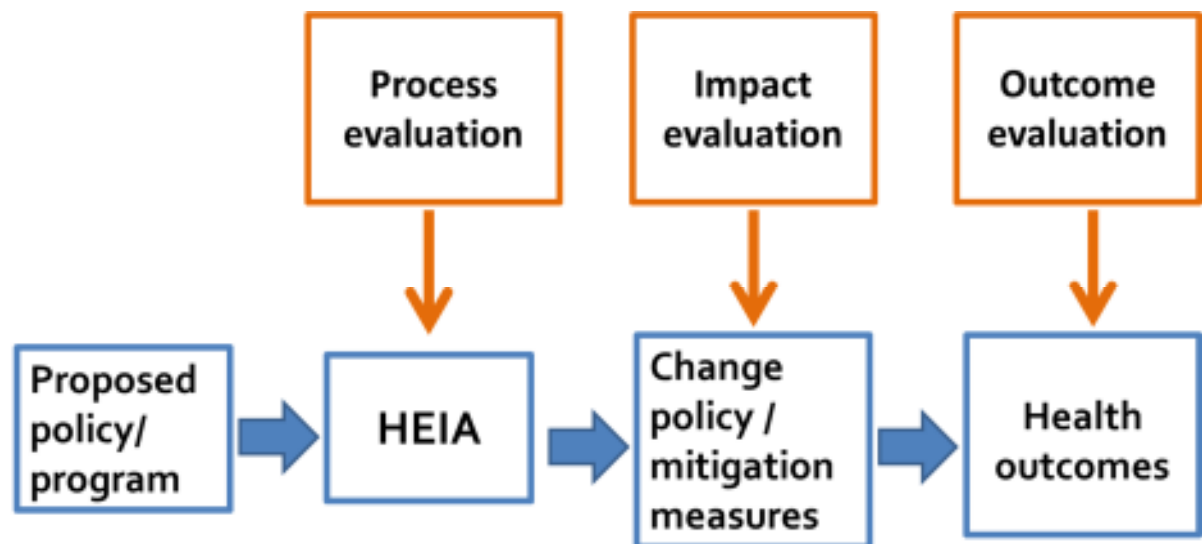 Process
evaluation
Impact
evaluation
Outcome
evaluation
Proposed
policy/
program
HEIA
Change
policy /
mitigation
measures
Health
outcomes